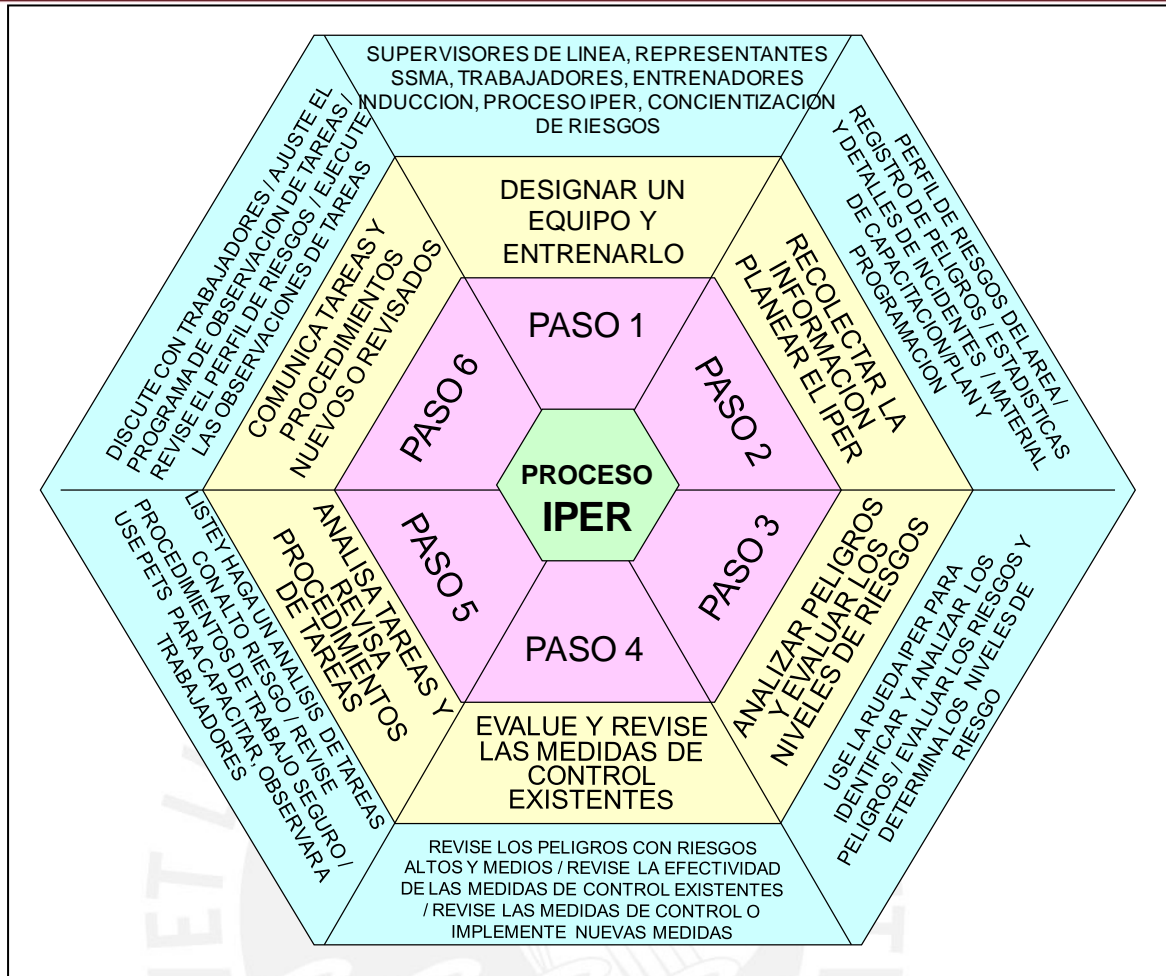 SUPERVISORES DE LINEA, REPRESENTANTES
SSMA, TRABAJADORES, ENTRENADORES
INDUCCION, PROCESO IPER, CONCIENTIZACION
DE RIESGOS
DESIGNAR UN
EQUIPO Y
ENTRENARLO
PASO 1
PERFIL DE RIESGOS DEL AREA /
REGISTRO DE PELIGROS / ESTADISTICAS
Y DETALLES DE INCIDENTES / MATERIAL
DE CAPACITACION/PLAN Y
PROGRAMACION
RECOLECTAR LA
INFORMACION
PLANEAR EL IPER
PASO 2
USE LA RUEDA IPER PARA
IDENTIFICAR Y ANALIZAR LOS
PELIGROS / EVALUAR LOS RIESGOS Y
DETERMINA LOS NIVELES DE
RIESGO
ANALIZAR PELIGROS
Y EVALUAR LOS
NIVELES DE RIESGOS
PASO 3
PASO 4
EVALUE Y REVISE
LAS MEDIDAS DE
CONTROL
EXISTENTES
REVISE LOS PELIGROS CON RIESGOS
ALTOS Y MEDIOS / REVISE LA EFECTIVIDAD
DE LAS MEDIDAS DE CONTROL EXISTENTES
/ REVISE LAS MEDIDAS DE CONTROL O
IMPLEMENTE NUEVAS MEDIDAS
PASO 5
ANALISA TAREAS Y
REVISA
PROCEDIMIENTOS
DE TAREAS
LISTE Y HAGA UN ANALISIS DE TAREAS
CON ALTO RIESGO / REVISE
PROCEDIMIENTOS DE TRABAJO SEGURO /
USE PETS PARA CAPACITAR, OBSERVAR A
TRABAJADORES
PASO 6
COMUNICA TAREAS Y
PROCEDIMIENTOS
NUEVOS O REVISADOS
DISCUTE CON TRABAJADORES / AJUSTE EL
PROGRAMA DE OBSERVACION DE TAREAS /
REVISE EL PERFIL DE RIESGOS / EJECUTE
LAS OBSERVACIONES DE TAREAS
PROCESO
IPER